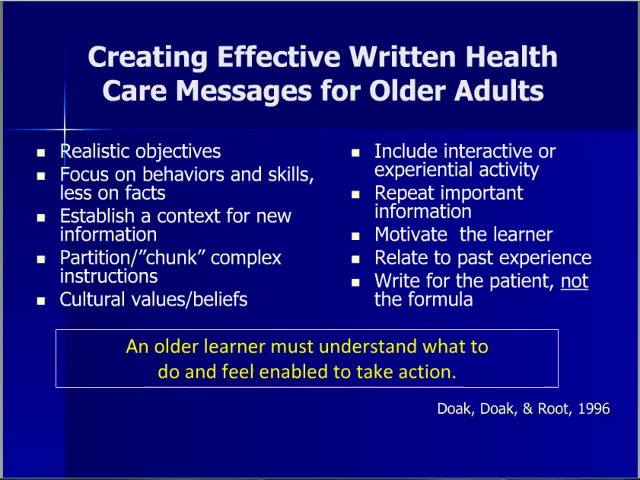 Creating Effective Written Health
Care Messages for Older Adults
Realistic objectives
Focus on behaviors and skills,
less on facts
Establish a context for new
information
Partition/”chunk” complex
instructions
Cultural values/beliefs
Include interactive or
experiential activity
Repeat important
information
Motivate  the learner
Relate to past experience
Write for the patient, not
the formula
An older learner must understand what to
do and feel enabled to take action.
Doak, Doak, & Root, 1996